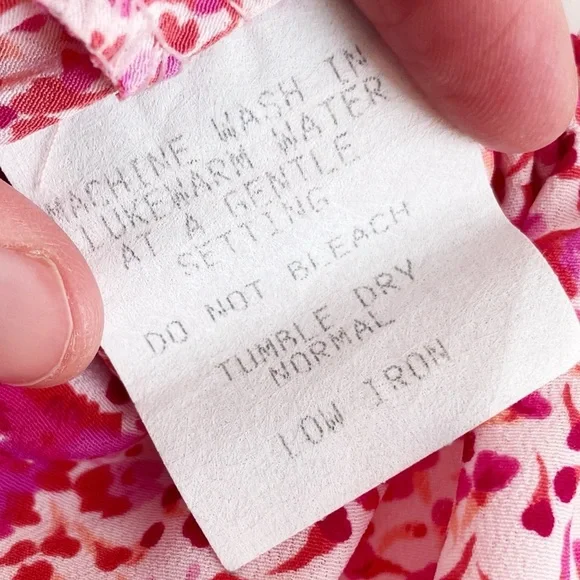 MACHINE WASH IN
LUKEWARM WATER
AT A GENTLE
SETTING
DO NOT BLEACH
TUMBLE DRY
NORMAL
LOW IRON